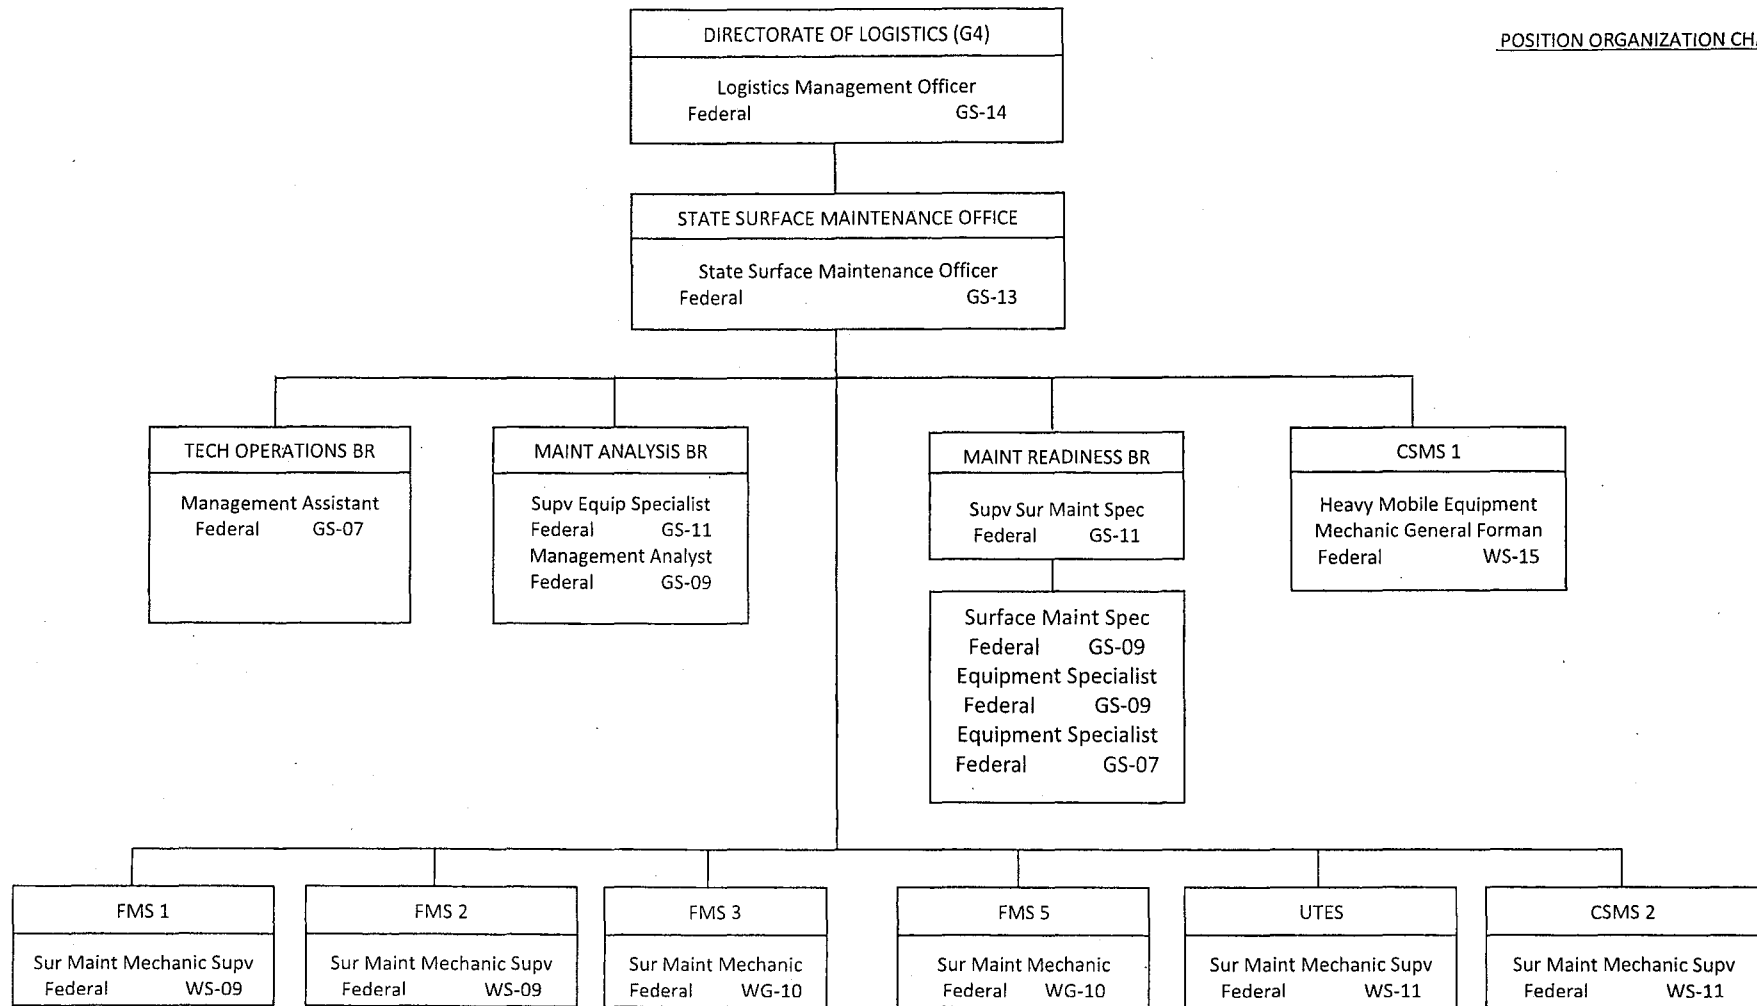 DIRECTORATE OF LOGISTICS (G4)
POSITION ORGANIZATION CHA
Logistics Management Officer
Federal GS-14
STATE SURFACE MAINTENANCE OFFICE
State Surface Maintenance Officer
Federal GS-13
TECH OPERATIONS BR
Management Assistant
Federal GS-07
MAINT ANALYSIS BR
Supv Equip Specialist
Federal GS-11
Management Analyst
Federal GS-09
MAINT READINESS BR
Supv Sur Maint Spec
Federal GS-11
Surface Maint Spec
Federal GS-09
Equipment Specialist
Federal GS-09
Equipment Specialist
Federal GS-07
CSMS 1
Heavy Mobile Equipment
Mechanic General Forman
Federal WS-15
FMS 1
Sur Maint Mechanic Supv
Federal WS-09
FMS 2
Sur Maint Mechanic Supv
Federal WS-09
FMS 3
Sur Maint Mechanic
Federal WG-10
FMS 5
Sur Maint Mechanic
Federal WG-10
UTES
Sur Maint Mechanic Supv
Federal WS-11
CSMS 2
Sur Maint Mechanic Supv
Federal WS-11